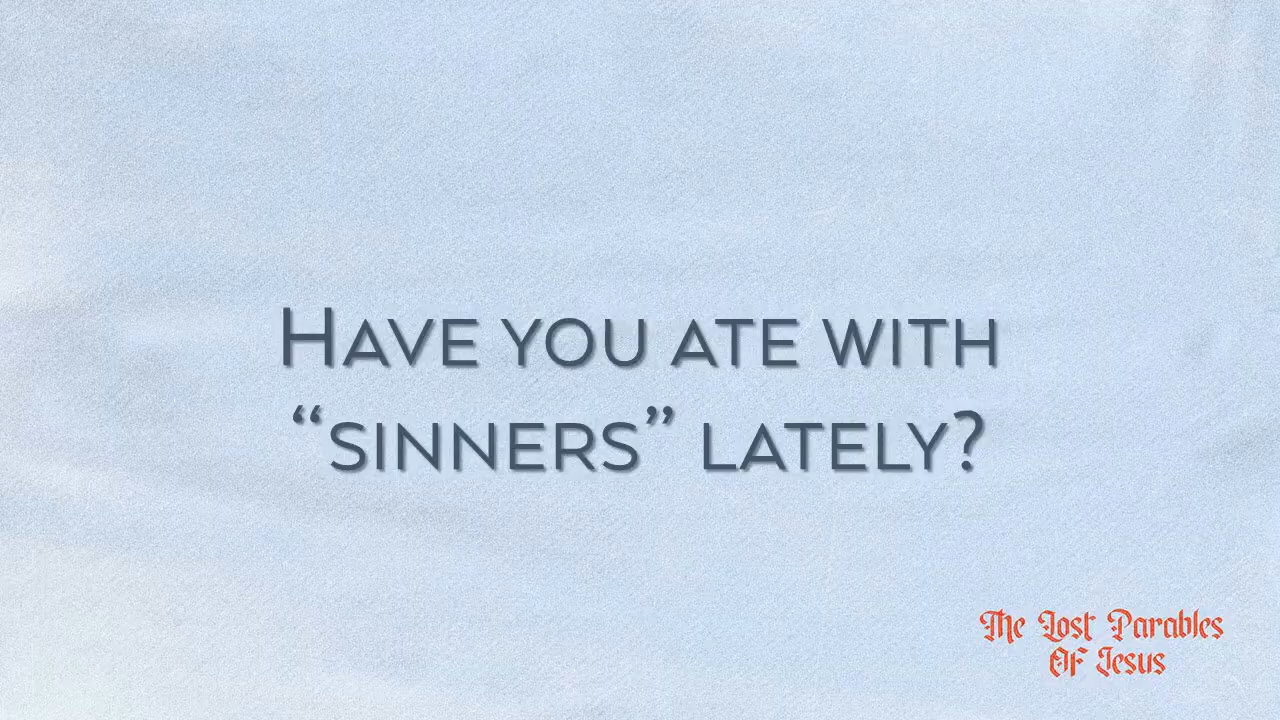 Have you ate with
“sinners” lately?
The Lost Parables
Of Jesus